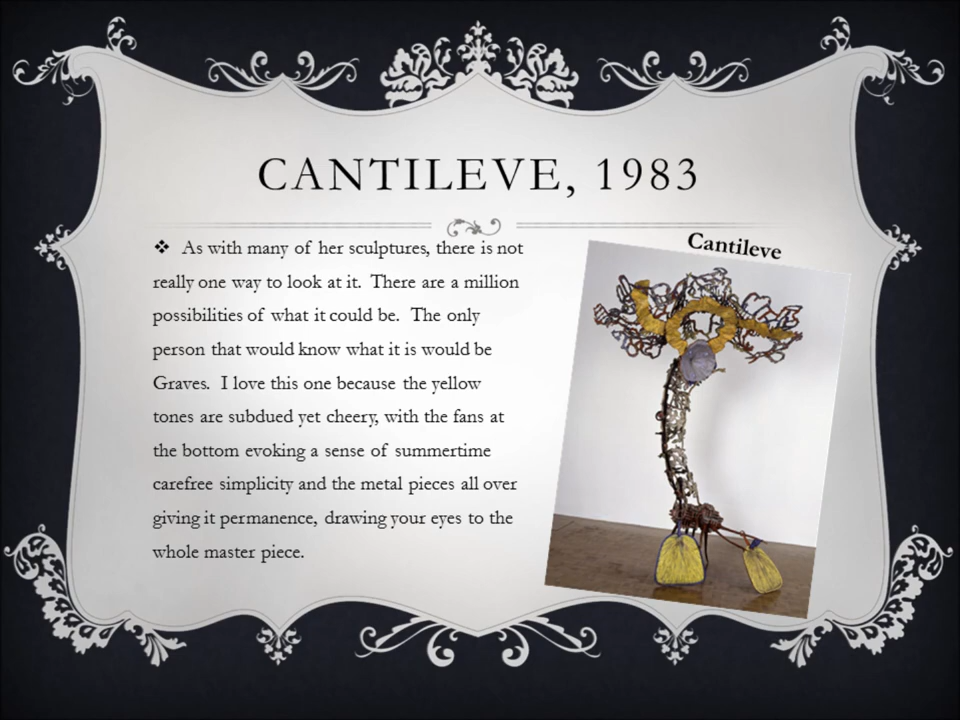 CANTILEVE, 1983
❖ As with many of her sculptures, there is not
really one way to look at it. There are a million
possibilities of what it could be. The only
person that would know what it is would be
Graves. I love this one because the yellow
tones are subdued yet cheery, with the fans at
the bottom evoking a sense of summertime
carefree simplicity and the metal pieces all over
giving it permanence, drawing your eyes to the
whole master piece.
Cantileve